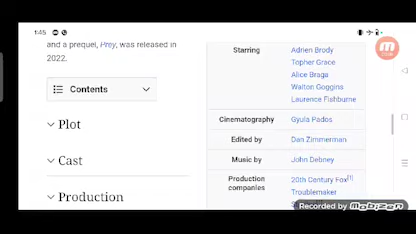 1:45
and a prequel, Prey, was released in
2022.
Contents
Plot
Cast
Production
Starring
Adrien Brody
Topher Grace
Alice Braga
Walton Goggins
Laurence Fishburne
Cinematography
Gyula Pados
Edited by
Dan Zimmerman
Music by
John Debney
Production
companies
20th Century Fox[1]
Troublemaker
Recorded by Mobizen